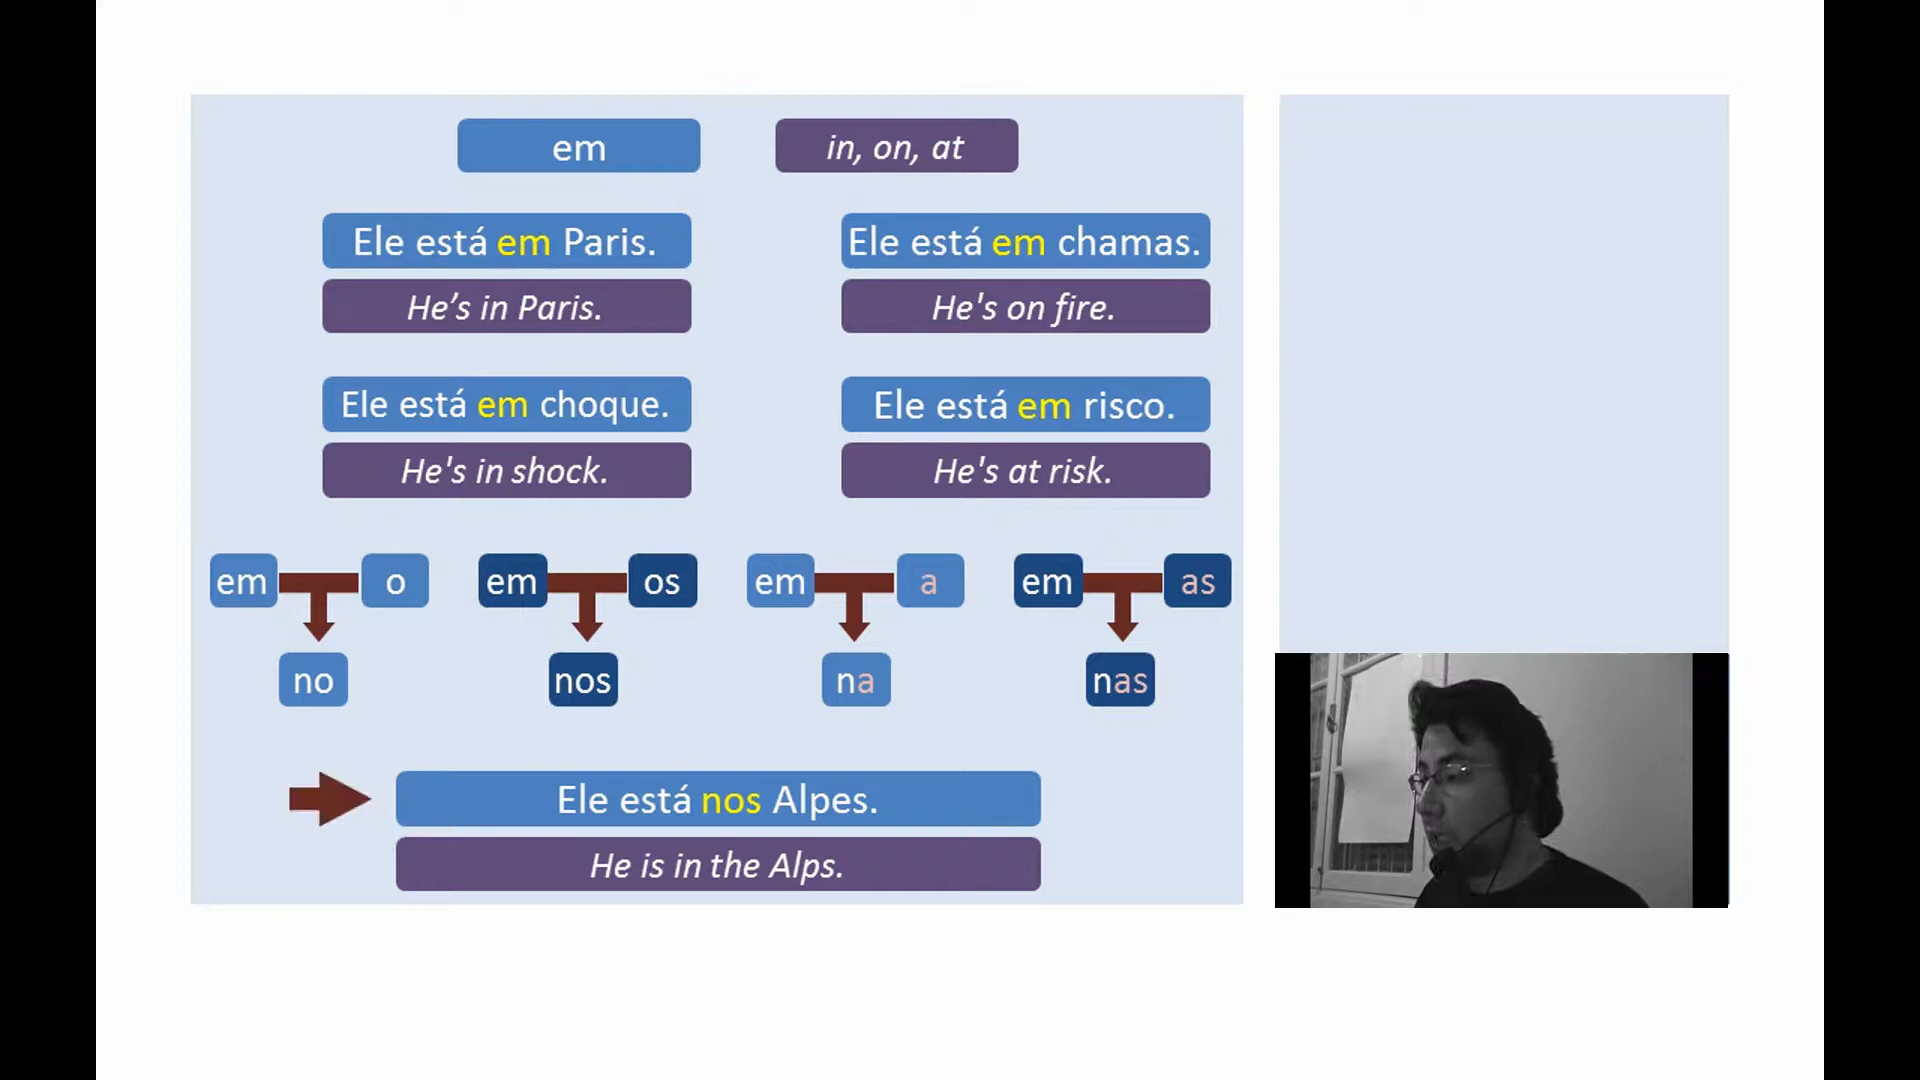 em
in, on, at
Ele está em Paris.
He’s in Paris.
Ele está em chamas.
He's on fire.
Ele está em choque.
He's in shock.
Ele está em risco.
He's at risk.
em o
no
em os
nos
em a
na
em as
nas
Ele está nos Alpes.
He is in the Alps.